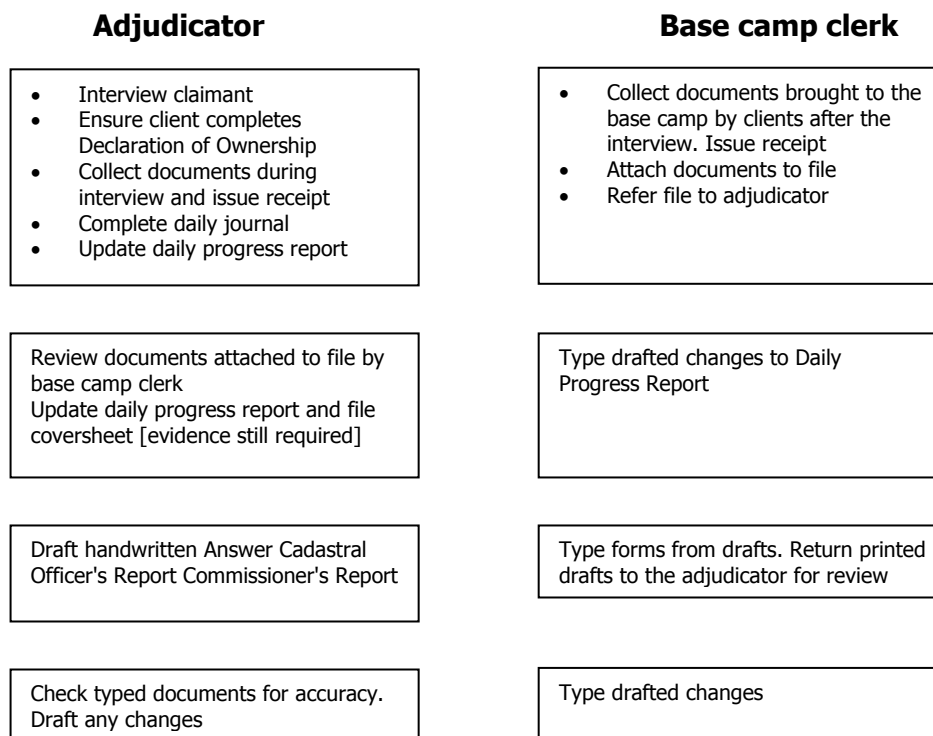 Adjudicator
Base camp clerk
• Interview claimant
• Ensure client completes
Declaration of Ownership
• Collect documents during
interview and issue receipt
• Complete daily journal
• Update daily progress report
• Collect documents brought to the
base camp by clients after the
interview. Issue receipt
• Attach documents to file
• Refer file to adjudicator
Review documents attached to file by
base camp clerk
Update daily progress report and file
coversheet [evidence still required]
Type drafted changes to Daily
Progress Report
Draft handwritten Answer Cadastral
Officer's Report Commissioner's Report
Type forms from drafts. Return printed
drafts to the adjudicator for review
Check typed documents for accuracy.
Draft any changes
Type drafted changes